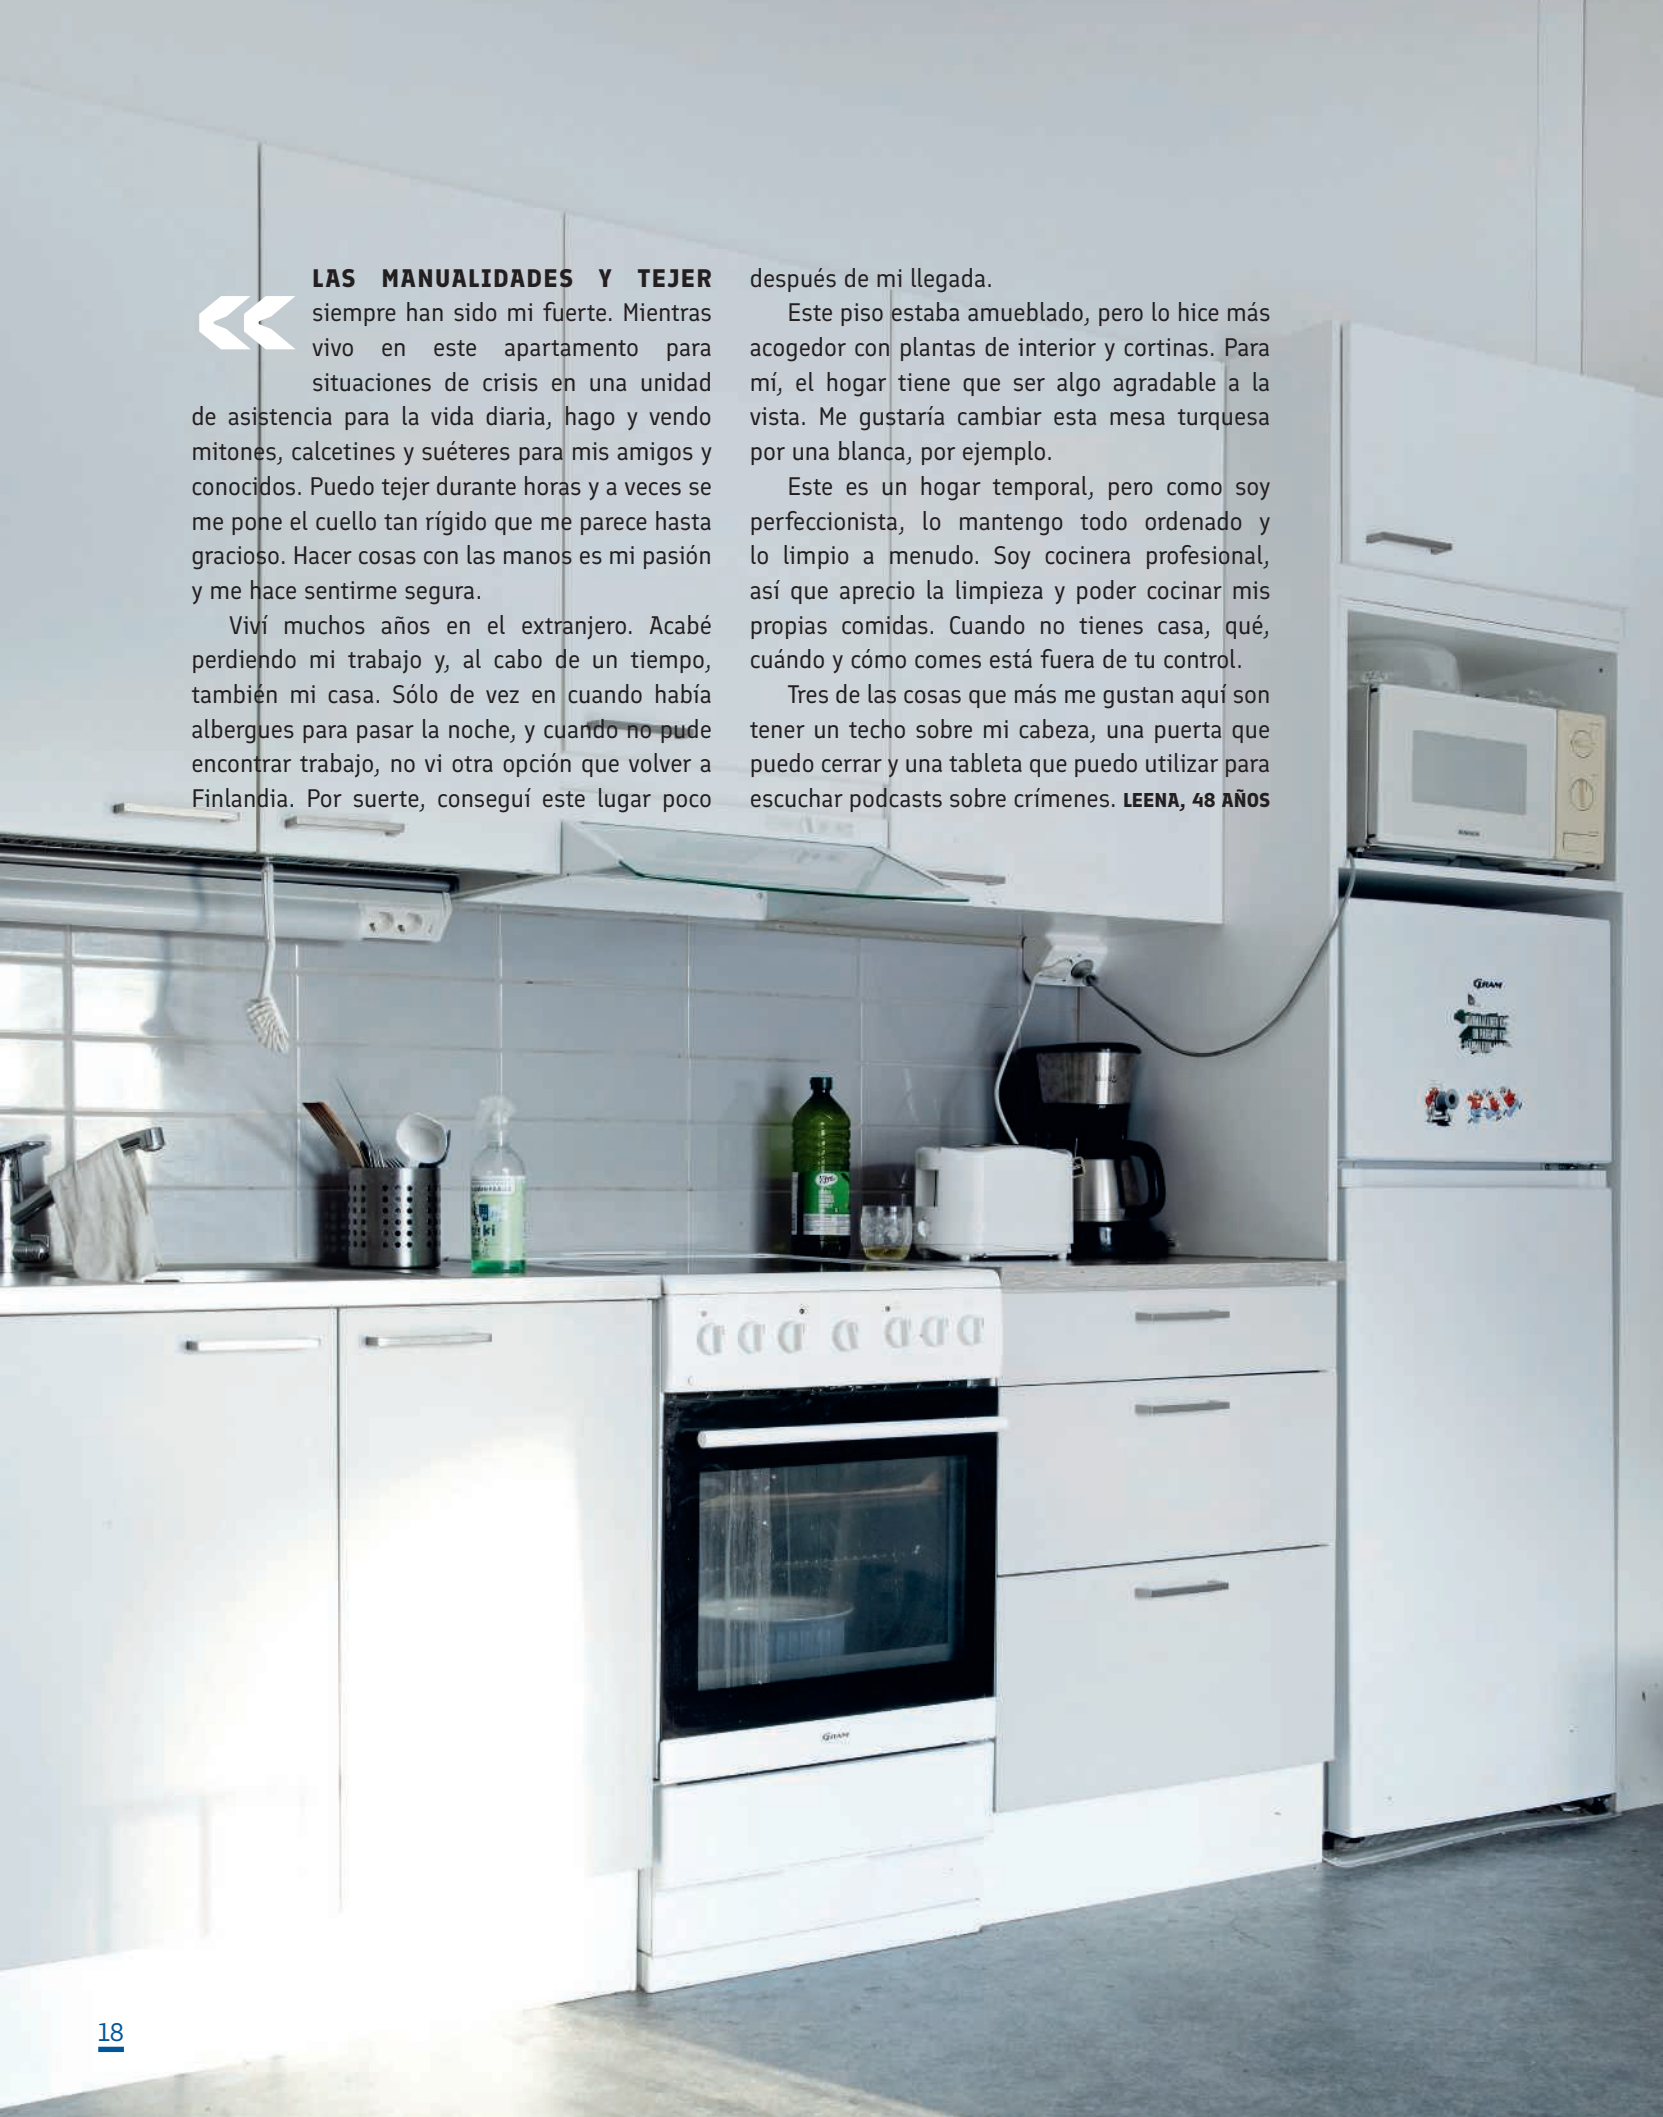 «
LAS MANUALIDADES Y TEJER
siempre han sido mi fuerte. Mientras
vivo en este apartamento para
situaciones de crisis en una unidad
de asistencia para la vida diaria, hago y vendo
mitones, calcetines y suéteres para mis amigos y
conocidos. Puedo tejer durante horas y a veces se
me pone el cuello tan rígido que me parece hasta
gracioso. Hacer cosas con las manos es mi pasión
y me hace sentirme segura.
Viví muchos años en el extranjero. Acabé
perdiendo mi trabajo y, al cabo de un tiempo,
también mi casa. Sólo de vez en cuando había
albergues para pasar la noche, y cuando no pude
encontrar trabajo, no vi otra opción que volver a
Finlandia. Por suerte, conseguí este lugar poco
después de mi llegada.
Este piso estaba amueblado, pero lo hice más
acogedor con plantas de interior y cortinas. Para
mí, el hogar tiene que ser algo agradable a la
vista. Me gustaría cambiar esta mesa turquesa
por una blanca, por ejemplo.
Este es un hogar temporal, pero como soy
perfeccionista, lo mantengo todo ordenado y
lo limpio a menudo. Soy cocinera profesional,
así que aprecio la limpieza y poder cocinar mis
propias comidas. Cuando no tienes casa, qué,
cuándo y cómo comes está fuera de tu control.
Tres de las cosas que más me gustan aquí son
tener un techo sobre mi cabeza, una puerta que
puedo cerrar y una tableta que puedo utilizar para
escuchar podcasts sobre crímenes. LEENA, 48 AÑOS
GRAM
GRAM
18